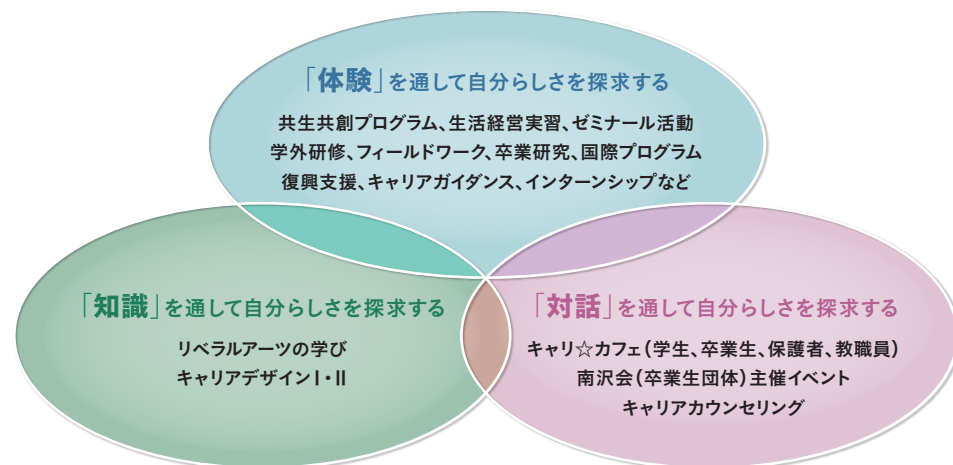 「体験」を通して自分らしさを探求する
共生共創プログラム、生活経営実習、ゼミナール活動
学外研修、フィールドワーク、卒業研究、国際プログラム
復興支援、キャリアガイダンス、インターンシップなど
「知識」を通して自分らしさを探求する
リベラルアーツの学び
キャリアデザインⅠ・Ⅱ
「対話」を通して自分らしさを探求する
キャリ☆カフェ(学生、卒業生、保護者、教職員)
南沢会(卒業生団体)主催イベント
キャリアカウンセリング